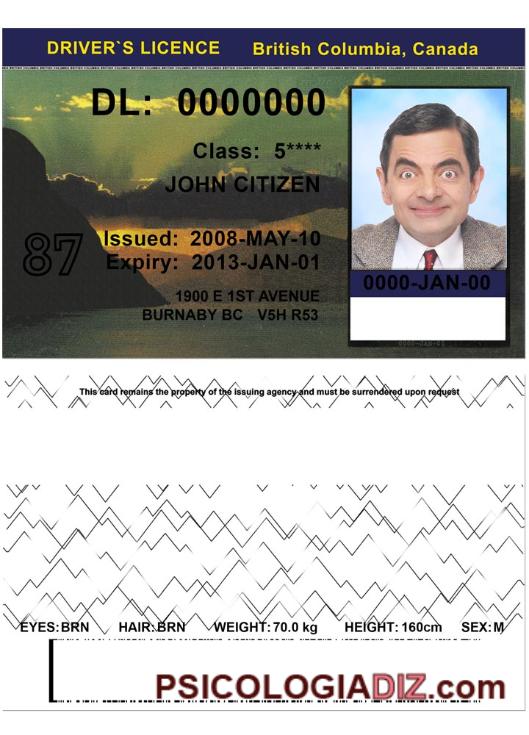 DRIVER`S LICENCE British Columbia, Canada
DL: 0000000
Class: 5****
JOHN CITIZEN
87
Issued: 2008-MAY-10
Expiry: 2013-JAN-01
1900 E 1ST AVENUE
BURNABY BC V5H R53
0000-JAN-00
This card remains the property of the issuing agency and must be surrendered upon request
EYES:BRN HAIR:BRN WEIGHT:70.0 kg HEIGHT:160cm SEX:M
PSICOLOGIADIZ.com